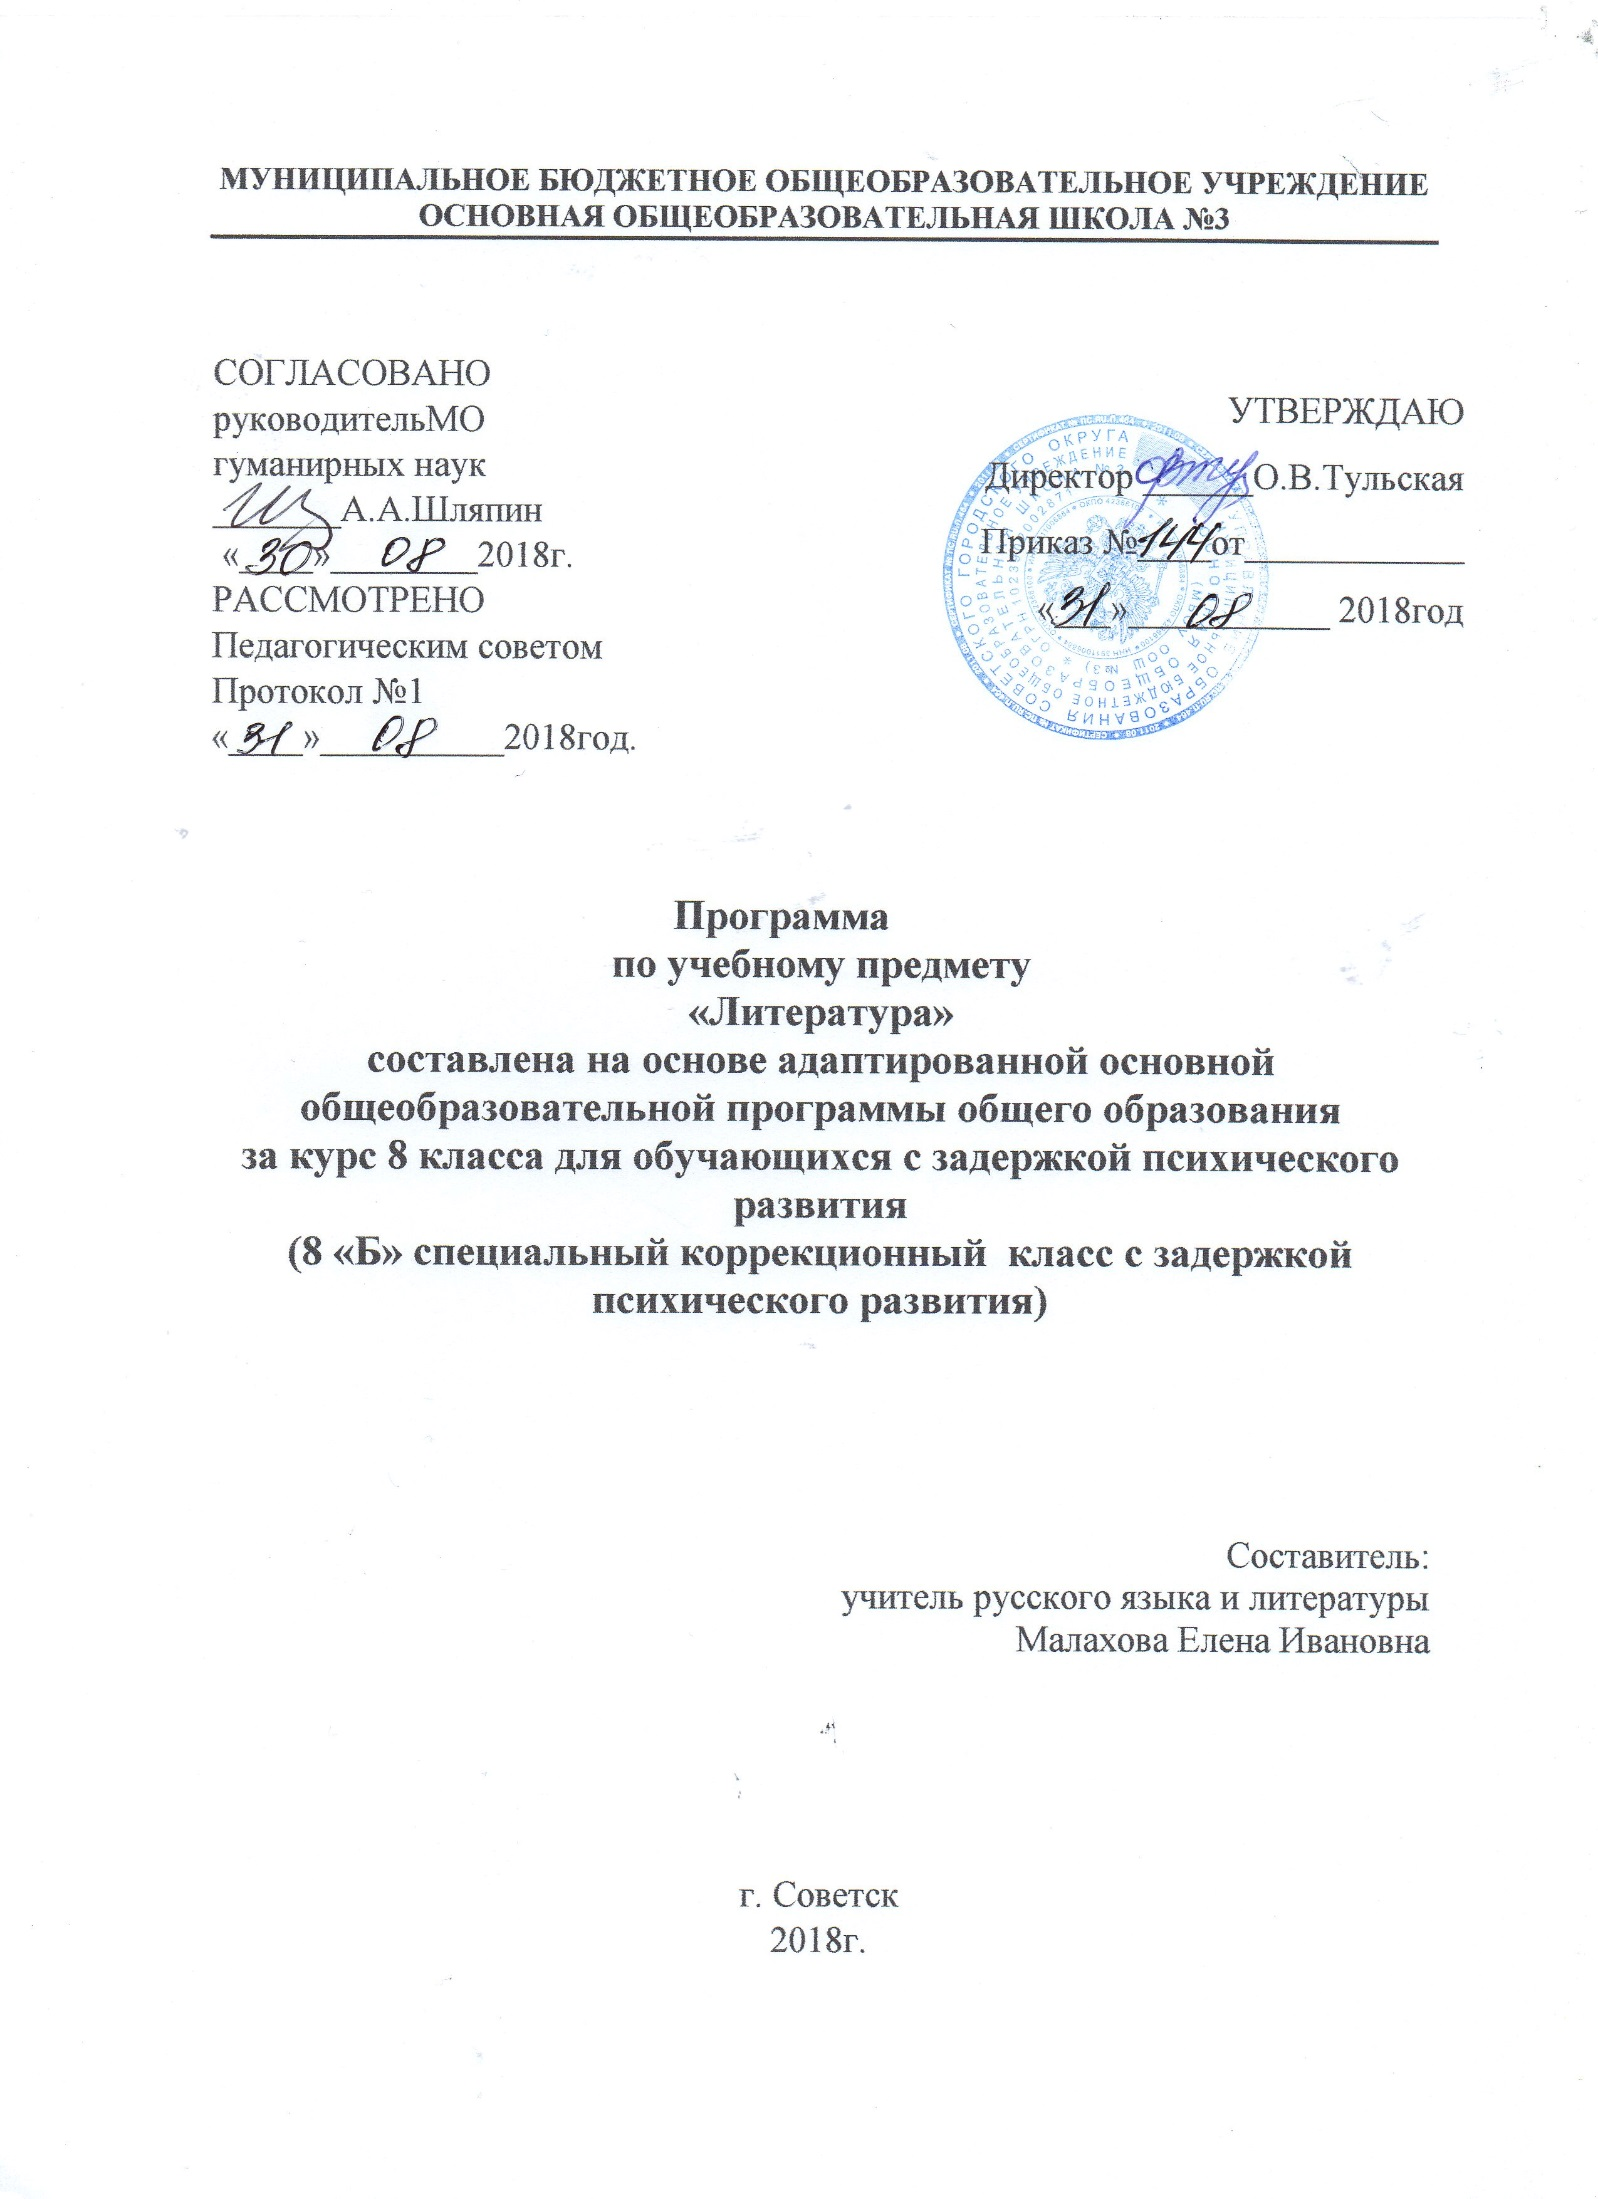 МУНИЦИПАЛЬНОЕ БЮДЖЕТНОЕ ОБЩЕОБРАЗОВАТЕЛЬНОЕ УЧРЕЖДЕНИЕ
ОСНОВНАЯ ОБЩЕОБРАЗОВАТЕЛЬНАЯ ШКОЛА №3
СОГЛАСОВАНО
руководительМО
гуманирных наук
А.А.Шляпин
«30» 08 2018г.
РАССМОТРЕНО
Педагогическим советом
Протокол №1
«31» 08 2018год.
УТВЕРЖДАЮ
Директор О.В.Тульская
Приказ №144 от
«31» 08 2018год
Программа
по учебному предмету
«Литература»
составлена на основе адаптированной основной
общеобразовательной программы общего образования
за курс 8 класса для обучающихся с задержкой психического
развития
(8 «Б» специальный коррекционный класс с задержкой
психического развития)
Составитель:
учитель русского языка и литературы
Малахова Елена Ивановна
г. Советск
2018г.